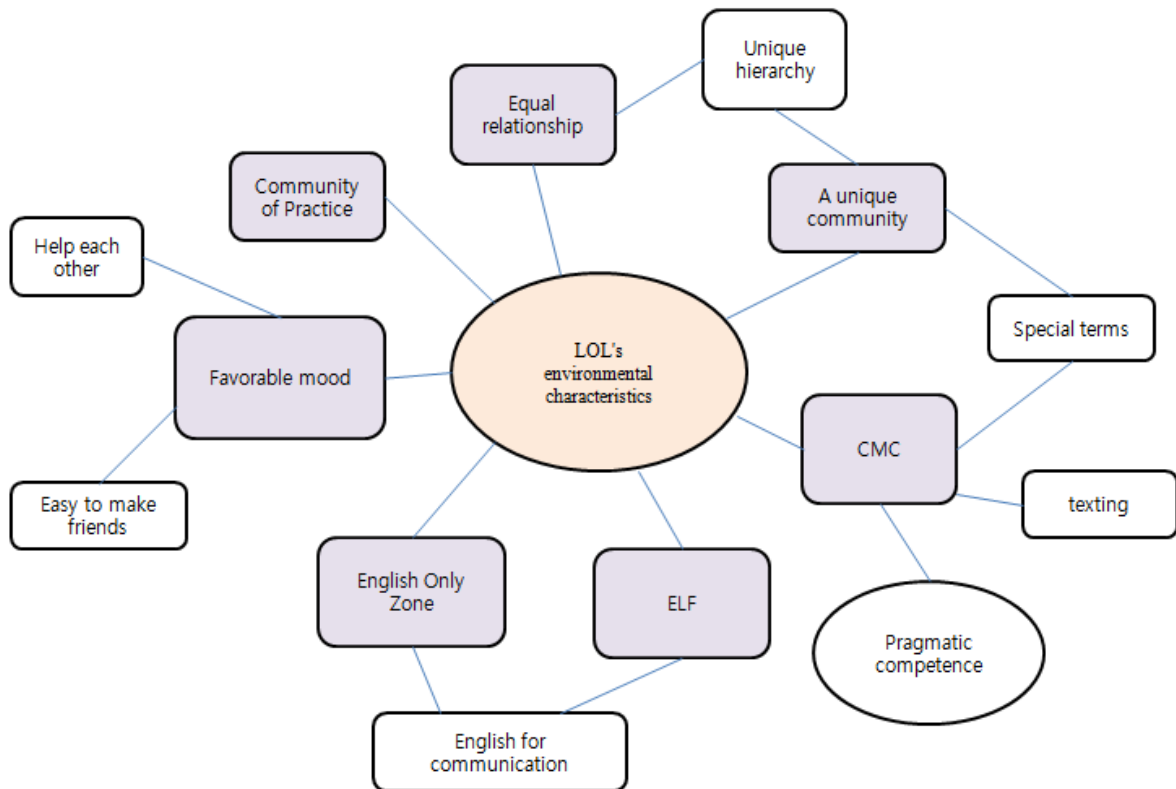 Unique
hierarchy
Equal
relationship
Community
of Practice
A unique
community
Help each
other
Special terms
LOL's
environmental
characteristics
Favorable mood
CMC
Easy to make
friends
texting
English Only
Zone
ELF
Pragmatic
competence
English for
communication